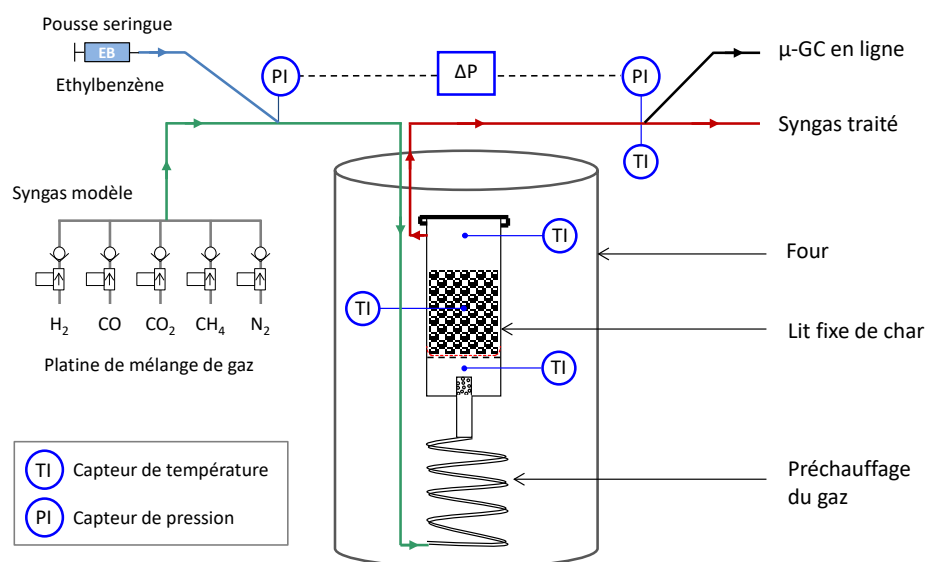 Pousse seringue
EB
Ethylbenzène
PI
ΔP
PI
µ-GC en ligne
Syngas traité
TI
Syngas modèle
H2 CO CO2 CH4 N2
Platine de mélange de gaz
TI
TI
TI
Four
Lit fixe de char
Préchauffage
du gaz
TI Capteur de température
PI Capteur de pression